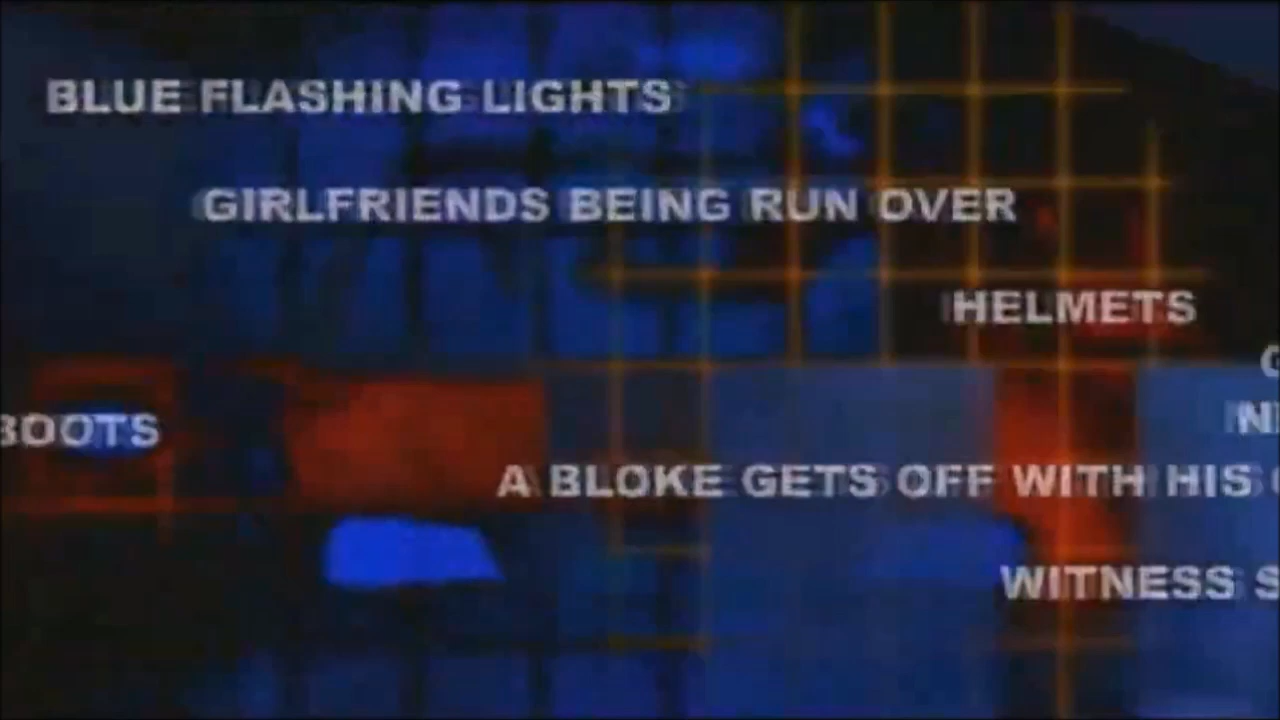 BLUE FLASHING LIGHTS
GIRLFRIENDS BEING RUN OVER
HELMETS
BOOTS
A BLOKE GETS OFF WITH HIS
WITNESS